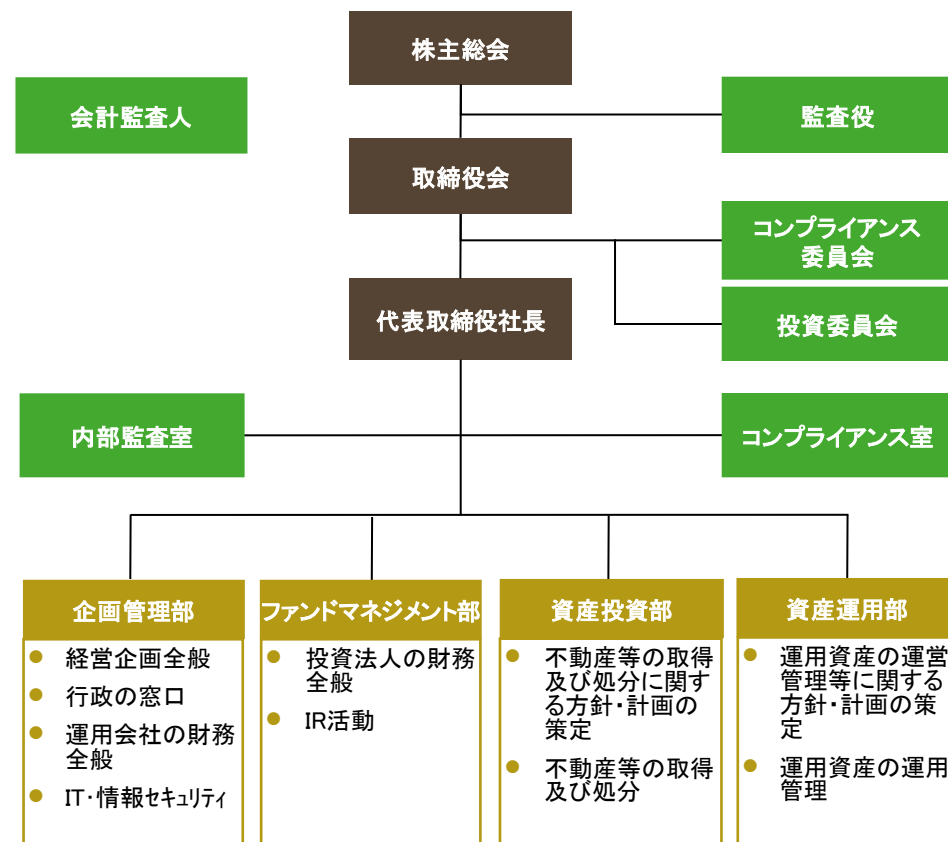 株主総会
会計監査人
監査役
取締役会
コンプライアンス
委員会
代表取締役社長
投資委員会
内部監査室
コンプライアンス室
企画管理部
● 経営企画全般
● 行政の窓口
● 運用会社の財務
全般
● IT・情報セキュリティ
ファンドマネジメント部
● 投資法人の財務
全般
● IR活動
資産投資部
● 不動産等の取得
及び処分に関す
る方針・計画の
策定
● 不動産等の取得
及び処分
資産運用部
● 運用資産の運営
管理等に関する
方針・計画の策
定
● 運用資産の運用
管理